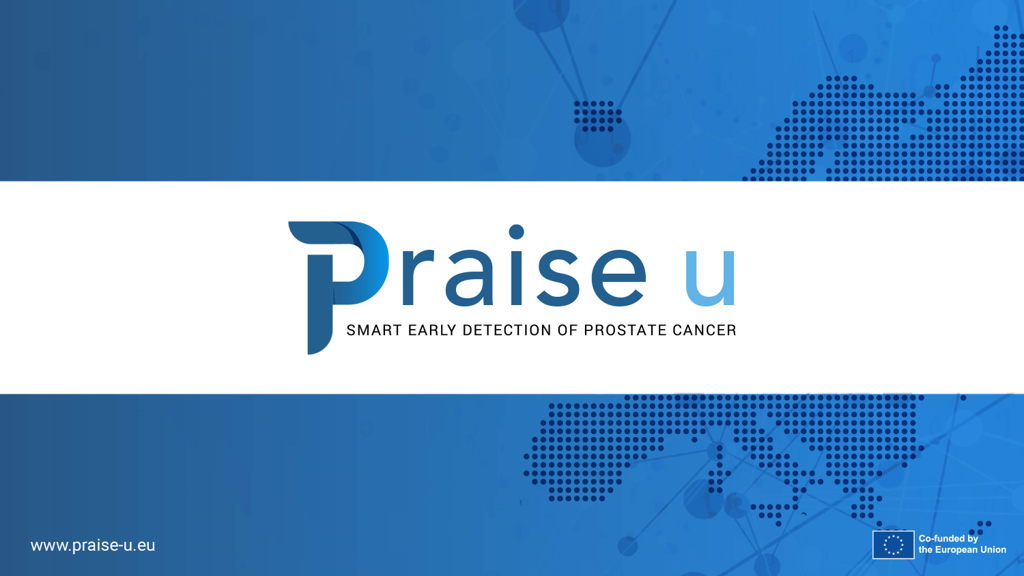 Praise u
SMART EARLY DETECTION OF PROSTATE CANCER
www.praise-u.eu
Co-funded by
the European Union